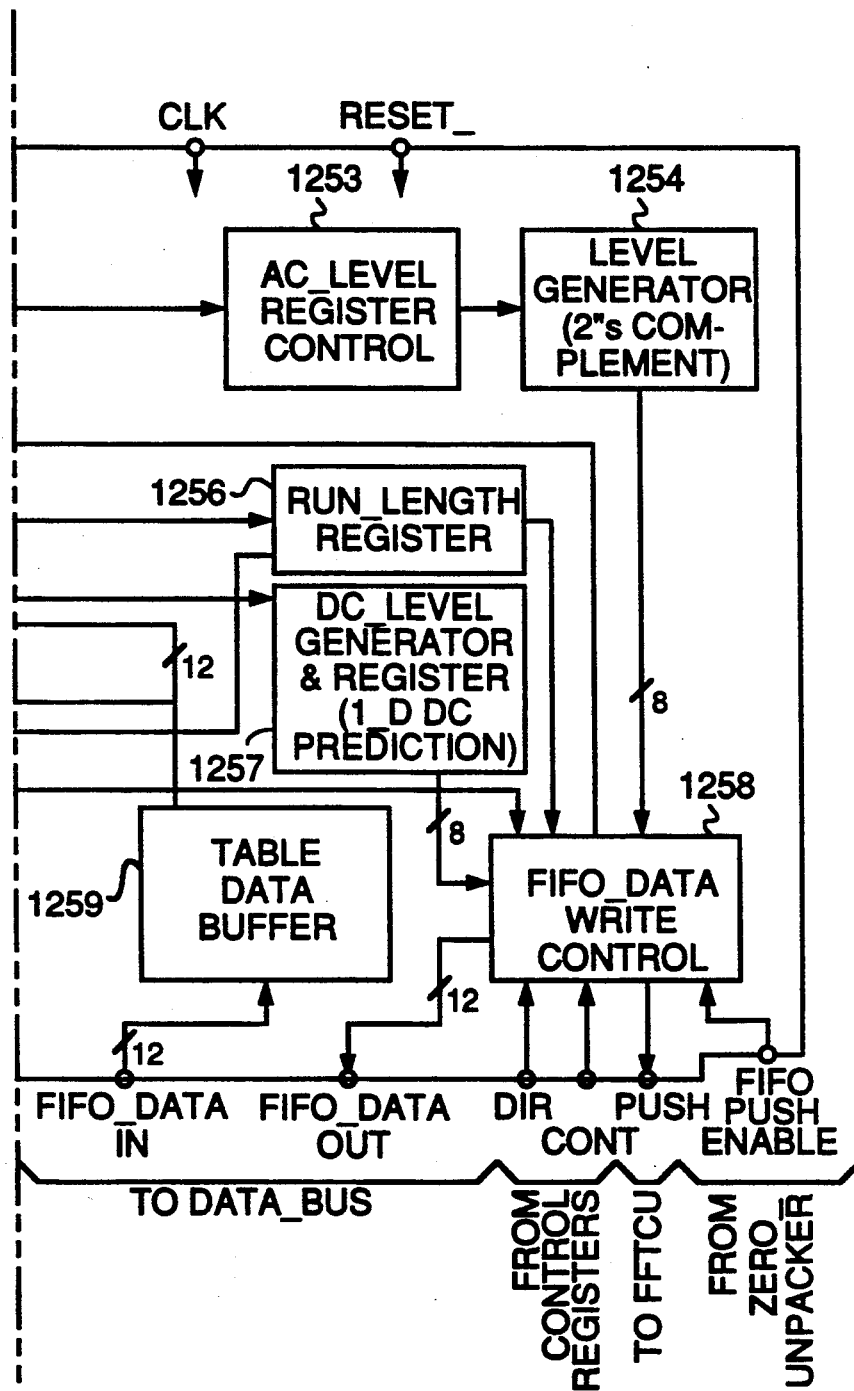 CLK
RESET_
1253
1254
AC_LEVEL
REGISTER
CONTROL
LEVEL
GENERATOR
(2"s COM-
PLEMENT)
1256
RUN_LENGTH
REGISTER
DC_LEVEL
GENERATOR
& REGISTER
(1_D DC
PREDICTION)
12
8
1257
1258
8
TABLE
DATA
BUFFER
1259
FIFO_DATA
WRITE
CONTROL
12
12
FIFO_DATA
IN
FIFO_DATA
OUT
DIR
CONT
PUSH
FIFO
PUSH
ENABLE
TO DATA_BUS
FROM
CONTROL
REGISTERS
TO FFTCU
FROM
ZERO_
UNPACKER